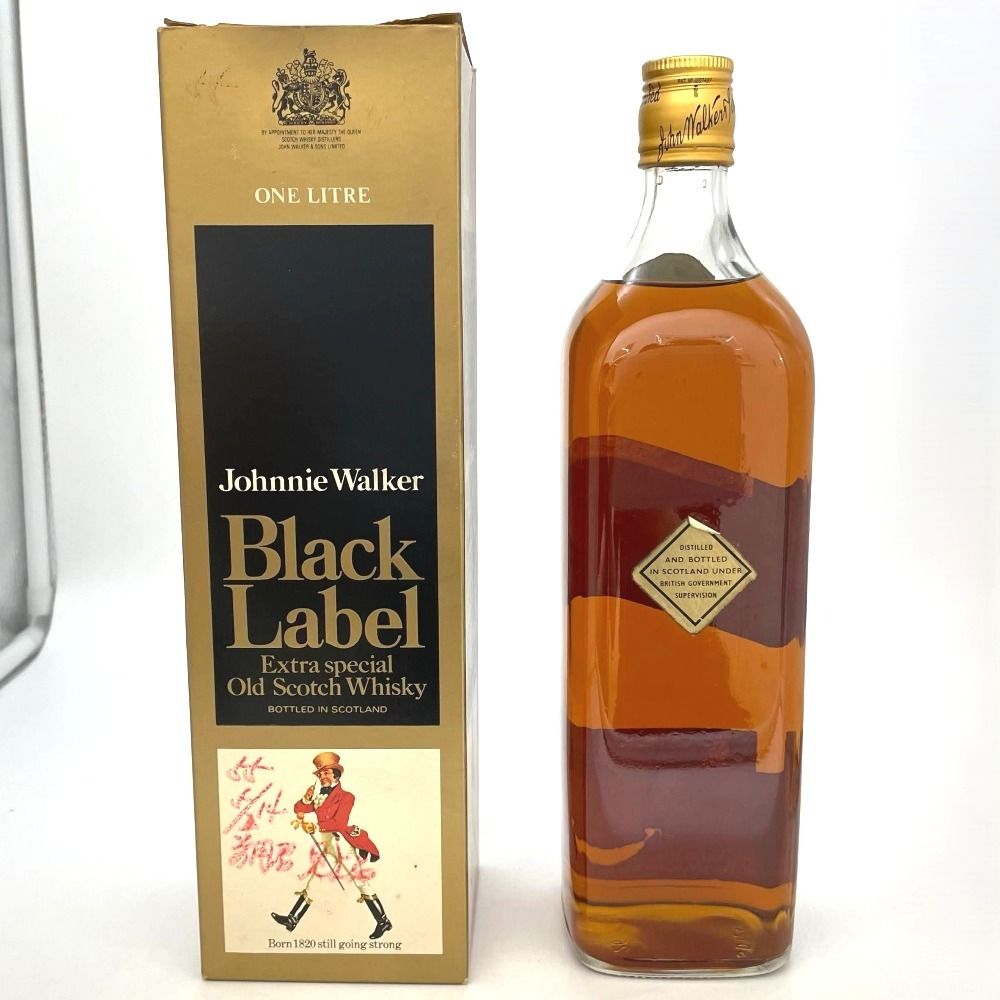 BY APPOINTMENT TO HER MAJESTY THE QUEEN
SCOTCH WHISKY DISTILLERS
JOHN WALKER & SONS LIMITED
ONE LITRE
Johnnie Walker
Black
Label
Extra special
Old Scotch Whisky
BOTTLED IN SCOTLAND
Born 1820 still going strong
John Walker &
DISTILLED
AND BOTTLED
IN SCOTLAND UNDER
BRITISH GOVERNMENT
SUPERVISION